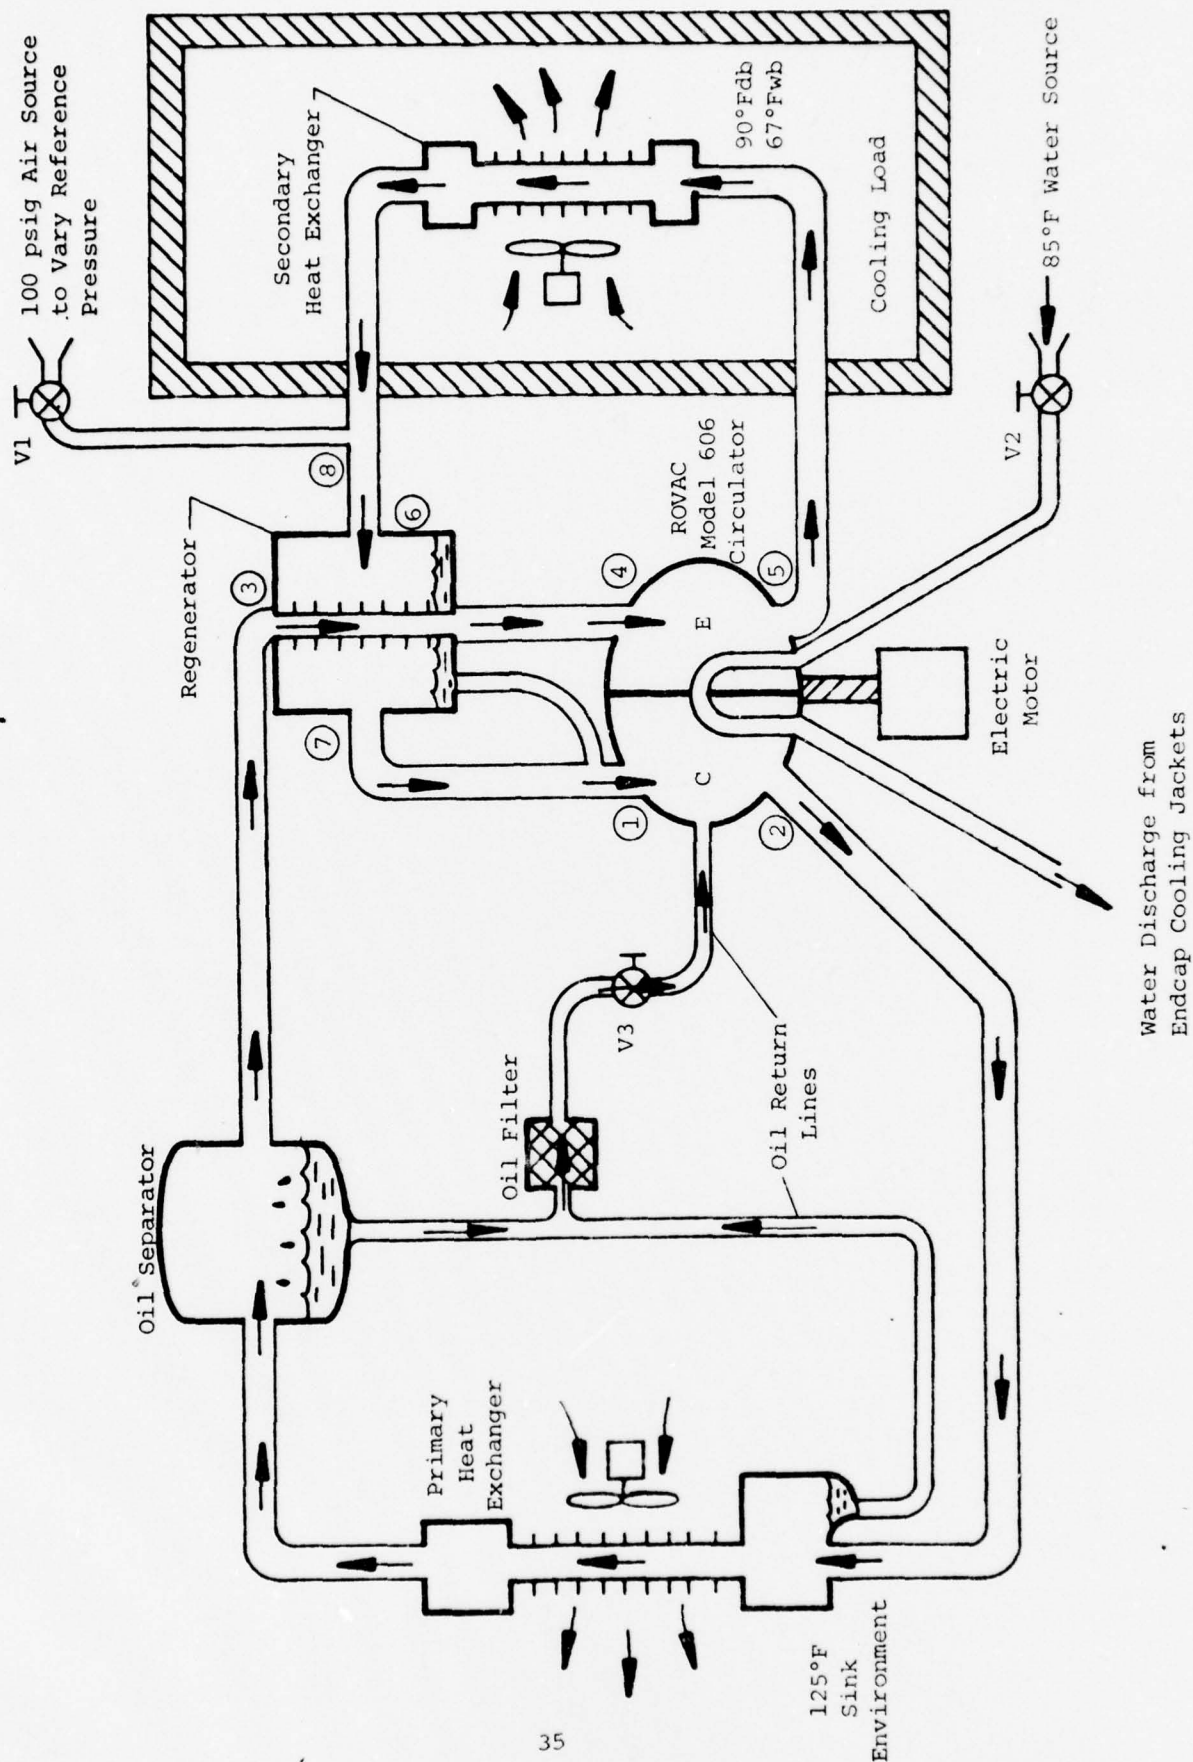 100 psig Air Source
to Vary Reference
Pressure
V1
Secondary
Heat Exchanger
90°Fdb
67°Fwb
Cooling Load
85°F Water Source
V2
8
6
Regenerator
3
4
ROVAC
Model 606
Circulator
5
E
7
C
1
2
Electric
Motor
Water Discharge from
Endcap Cooling Jackets
V3
Oil Filter
Oil Return
Lines
Oil Separator
Primary
Heat
Exchanger
125°F
Sink
Environment
35